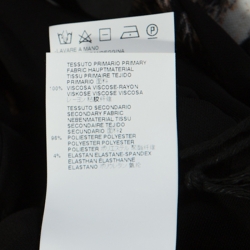 LAVARE A MANO
TESSUTO PRIMARIO PRIMARY
FABRIC HAUPTMATERIAL
TISSU PRIMAIRE TEJIDO
PRIMARIO
100% VISCOSA VISCOSE-RAYON
VISKOSE VISCOSE VISCOSA
TESSUTO SECONDARIO
SECONDARY FABRIC
NEBENMATERIAL TISSU
SECONDAIRE TEJIDO
SECUNDARIO
96% POLIESTERE POLYESTER
POLYESTER POLYESTER
POLIESTER
4% ELASTAN ELASTANE-SPANDEX
ELASTHAN ELASTHANNE
ELASTANO